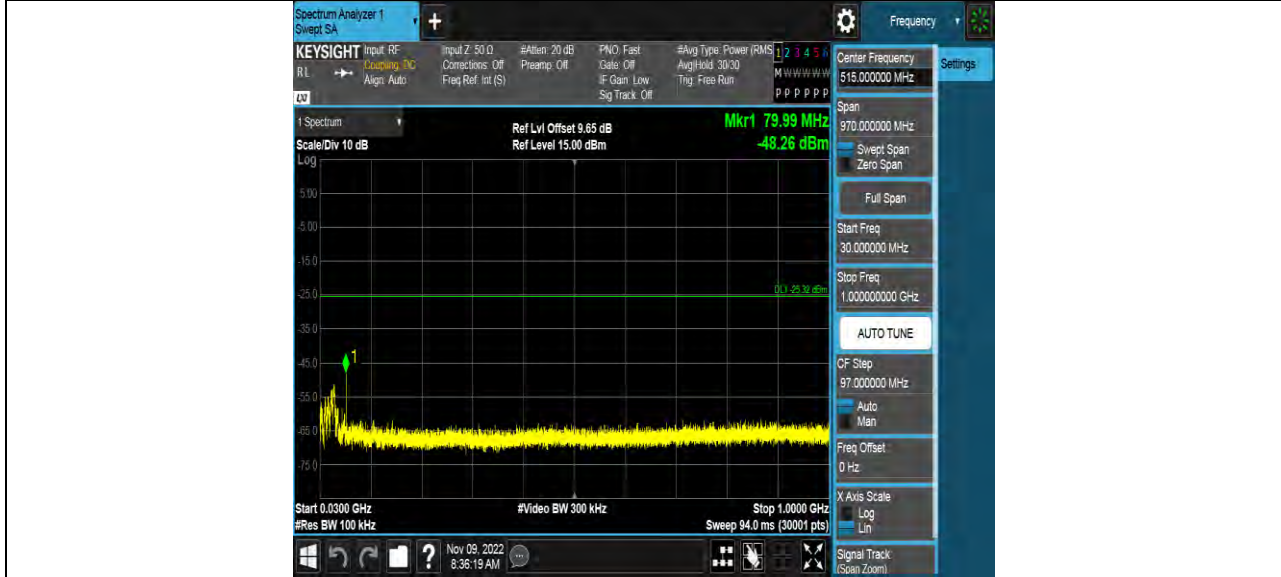 Spectrum Analyzer 1
Swept SA
+
Frequency
KEYSIGHT
RL
LXI
Input: RF
Coupling: DC
Align: Auto
Input Z: 50 Ω
Corrections: Off
Freq Ref: Int (S)
#Atten: 20 dB
Preamp: Off
PNO: Fast
Gate: Off
IF Gain: Low
Sig Track: Off
#Avg Type: Power (RMS
Avg|Hold: 30/30
Trig: Free Run
1 2 3 4 5 6
M W W W W W
P P P P P P
1 Spectrum
Scale/Div 10 dB
Ref Lvl Offset 9.65 dB
Ref Level 15.00 dBm
Mkr1 79.99 MHz
-48.26 dBm
Log
5.00
-5.00
-15.0
-25.0
-35.0
-45.0
-55.0
-65.0
-75.0
DL1 -25.32 dBm
1
Start 0.0300 GHz
#Res BW 100 kHz
#Video BW 300 kHz
Stop 1.0000 GHz
Sweep 94.0 ms (30001 pts)
?
Nov 09, 2022
8:36:19 AM
Center Frequency
515.000000 MHz
Settings
Span
970.000000 MHz
Swept Span
Zero Span
Full Span
Start Freq
30.000000 MHz
Stop Freq
1.000000000 GHz
AUTO TUNE
CF Step
97.000000 MHz
Auto
Man
Freq Offset
0 Hz
X Axis Scale
Log
Lin
Signal Track
(Span Zoom)